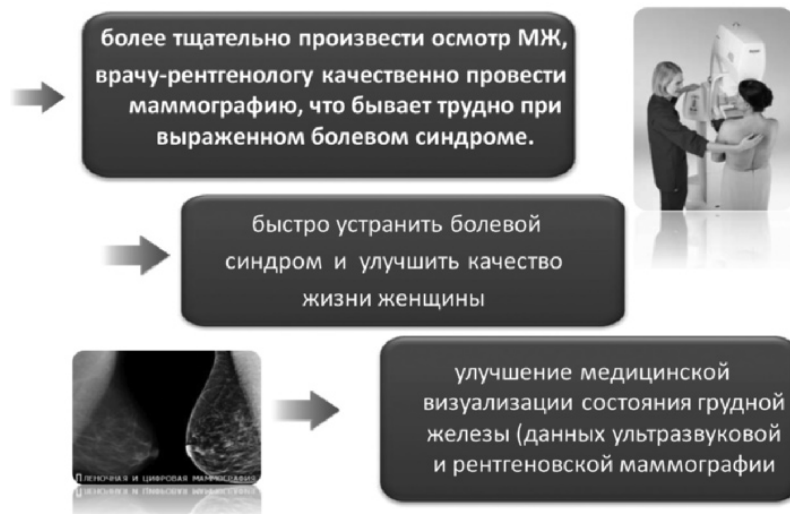 более тщательно произвести осмотр МЖ,
врачу-рентгенологу качественно провести
маммографию, что бывает трудно при
выраженном болевом синдроме.
быстро устранить болевой
синдром и улучшить качество
жизни женщины
улучшение медицинской
визуализации состояния грудной
железы (данных ультразвуковой
и рентгеновской маммографии
Пленочная и цифровая маммография